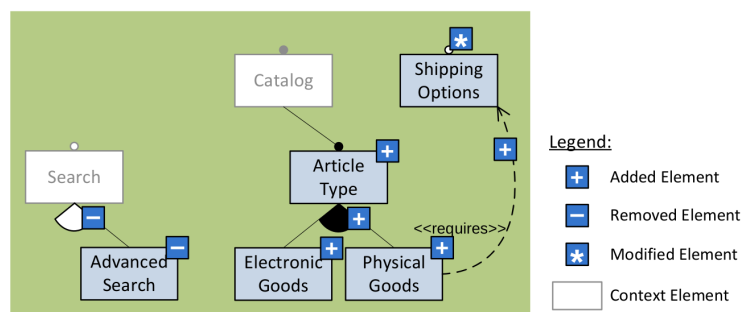 Catalog
Shipping
Options
Search
Article
Type
<<requires>>
Advanced
Search
Electronic
Goods
Physical
Goods
Legend:
Added Element
Removed Element
Modified Element
Context Element